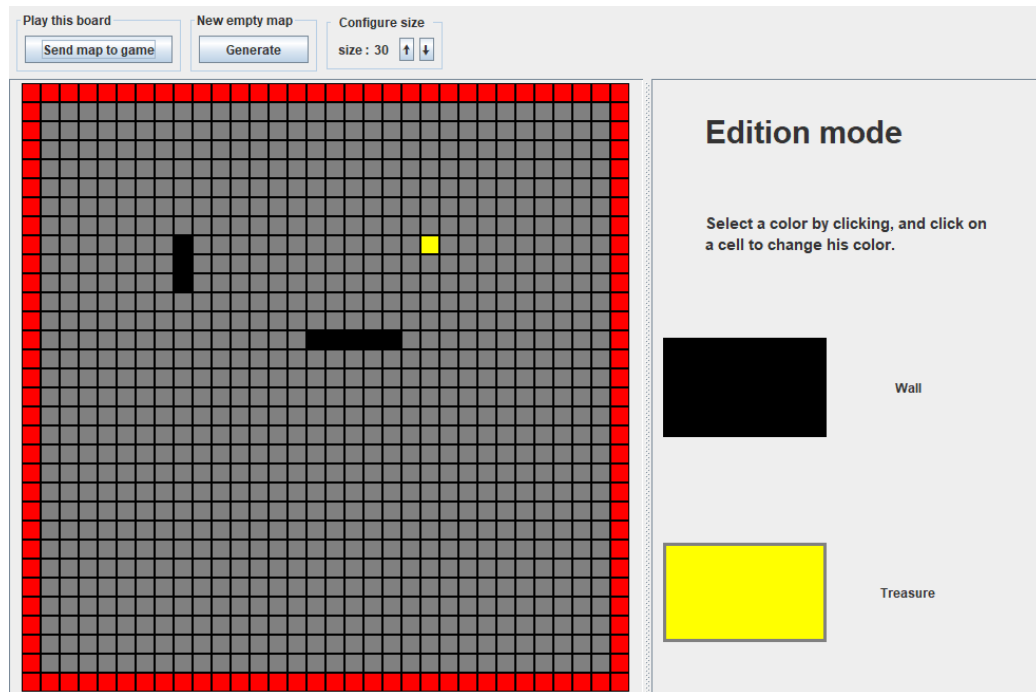 Play this board
New empty map
Configure size
Send map to game
Generate
size : 30
Edition mode
Select a color by clicking, and click on
a cell to change his color.
Wall
Treasure